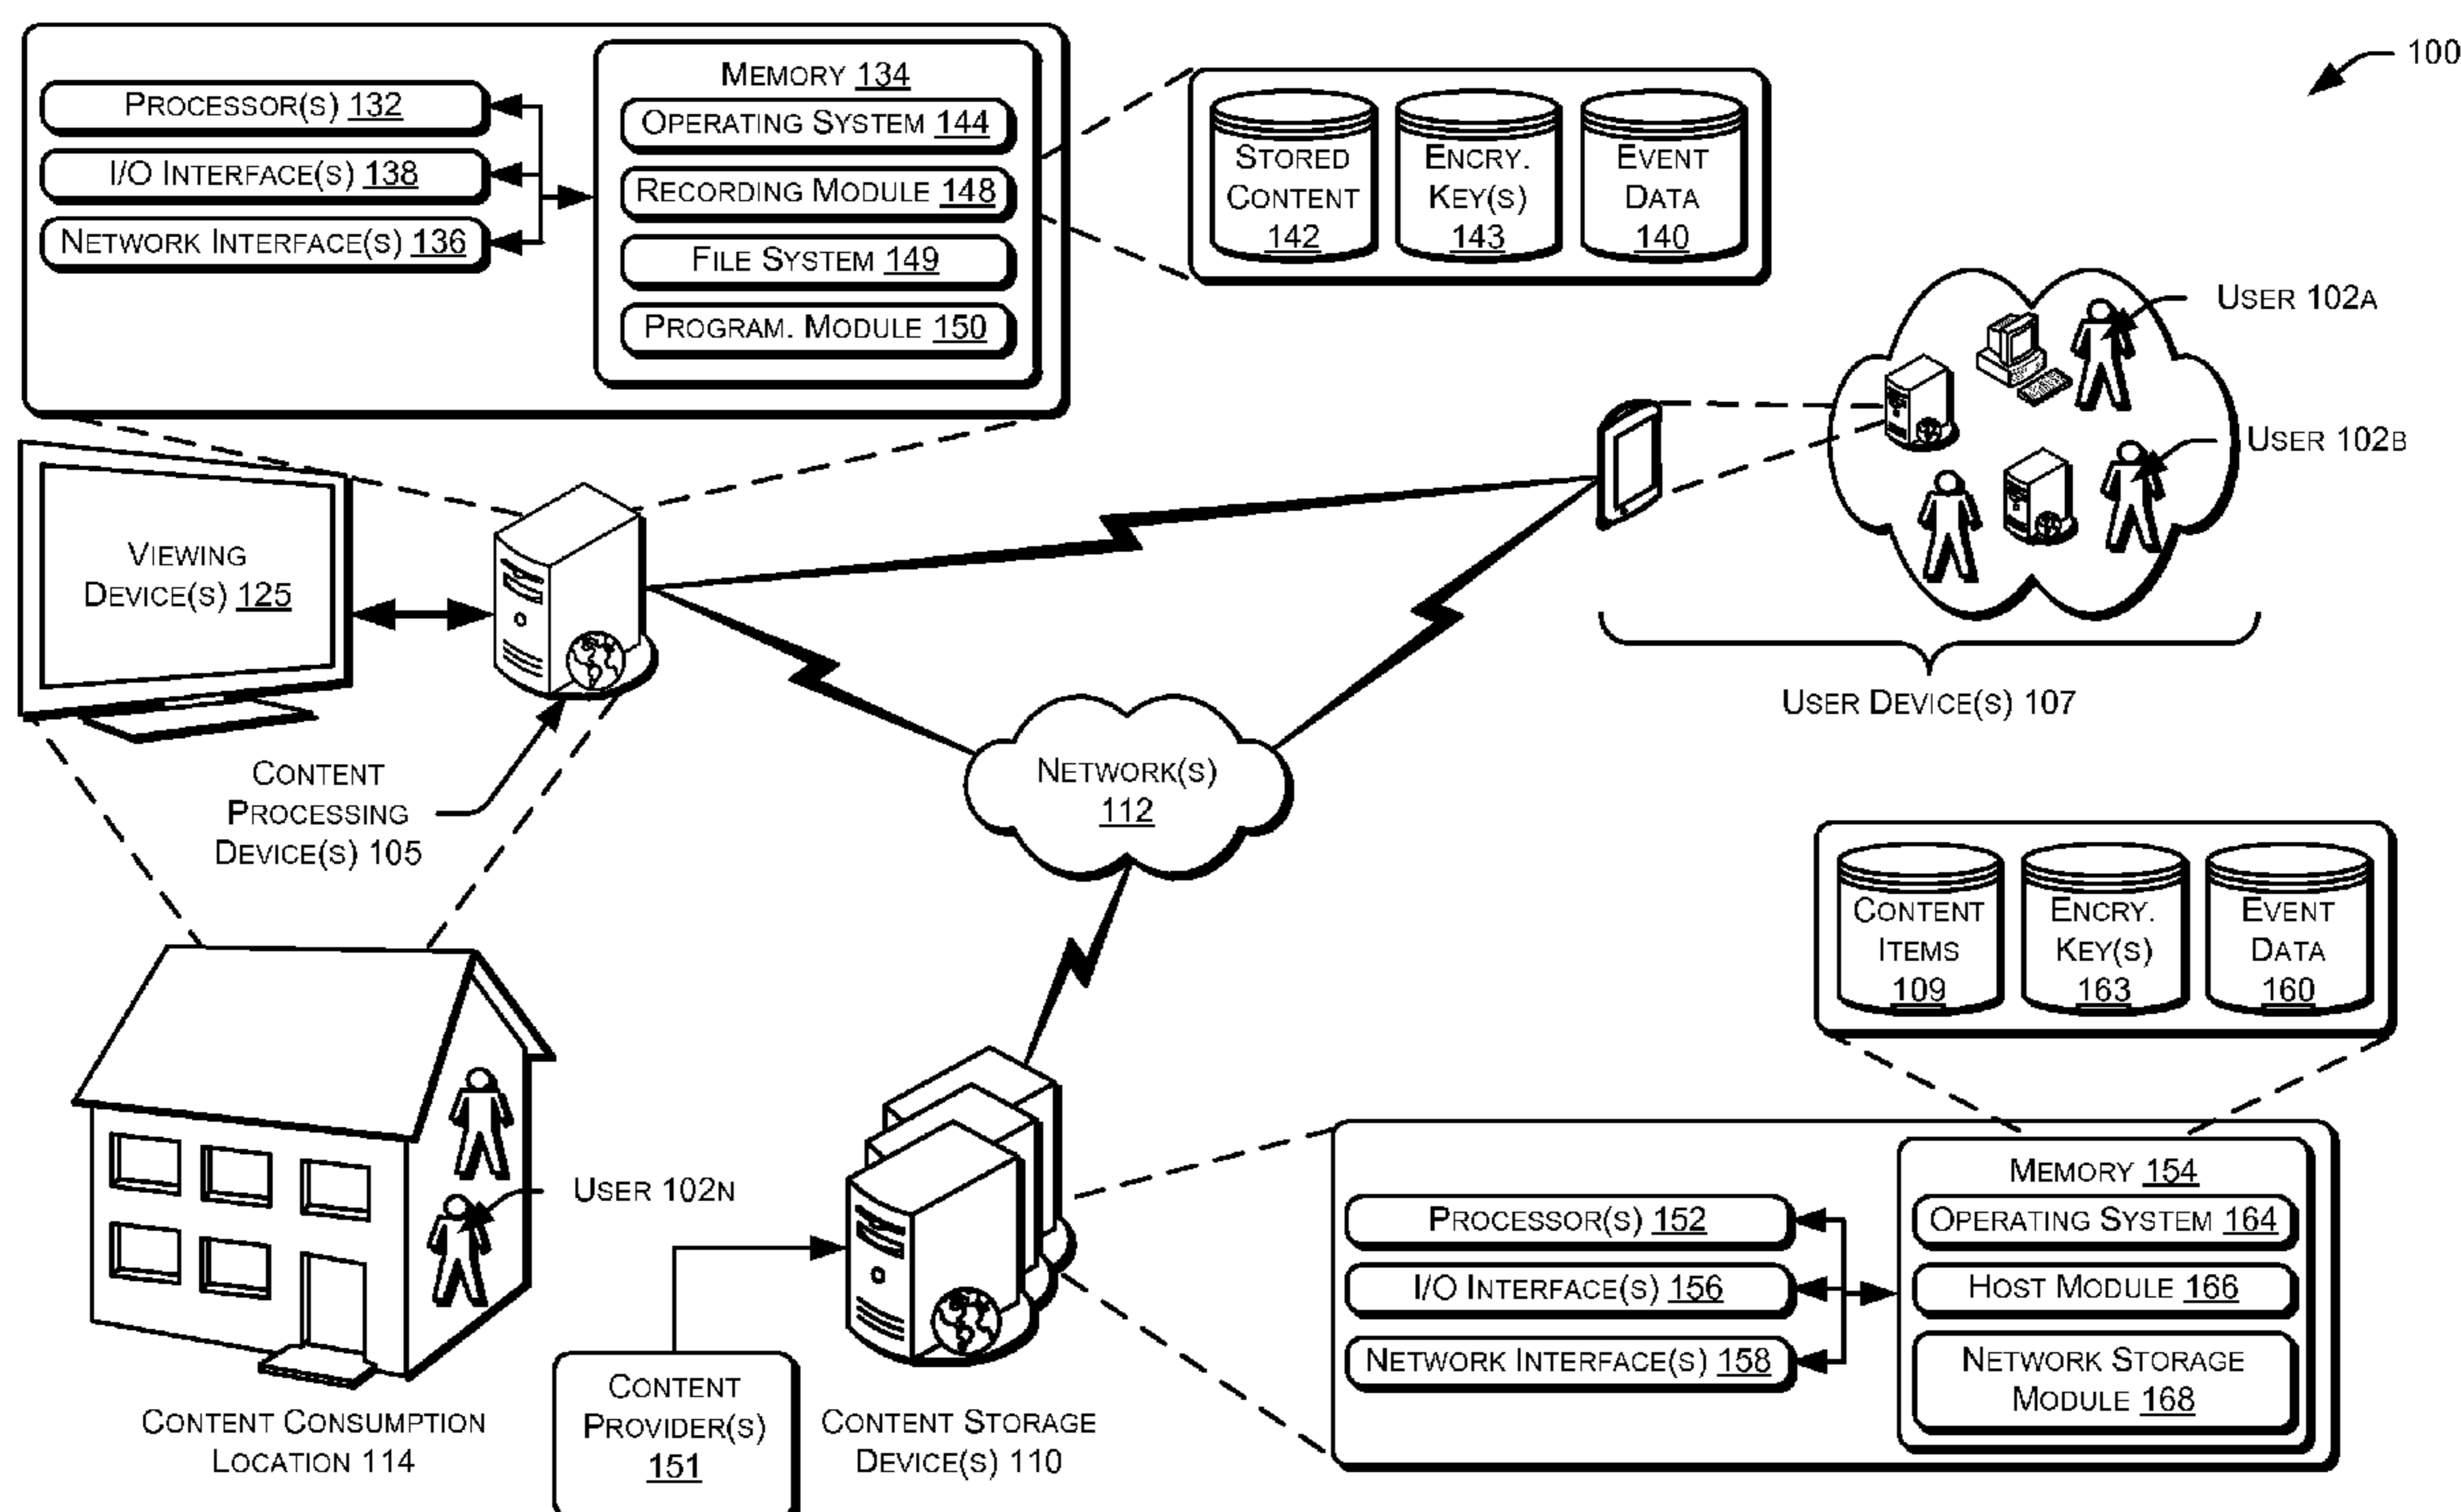 100
MEMORY 134
PROCESSOR(S) 132
I/O INTERFACE(S) 138
NETWORK INTERFACE(S) 136
OPERATING SYSTEM 144
RECORDING MODULE 148
FILE SYSTEM 149
PROGRAM. MODULE 150
STORED
CONTENT
142
ENCRY.
KEY(S)
143
EVENT
DATA
140
USER 102A
USER 102B
USER DEVICE(S) 107
VIEWING
DEVICE(S) 125
CONTENT
PROCESSING
DEVICE(S) 105
NETWORK(S)
112
CONTENT
ITEMS
109
ENCRY.
KEY(S)
163
EVENT
DATA
160
USER 102N
CONTENT CONSUMPTION
LOCATION 114
CONTENT
PROVIDER(S)
151
CONTENT STORAGE
DEVICE(S) 110
PROCESSOR(S) 152
I/O INTERFACE(S) 156
NETWORK INTERFACE(S) 158
MEMORY 154
OPERATING SYSTEM 164
HOST MODULE 166
NETWORK STORAGE
MODULE 168